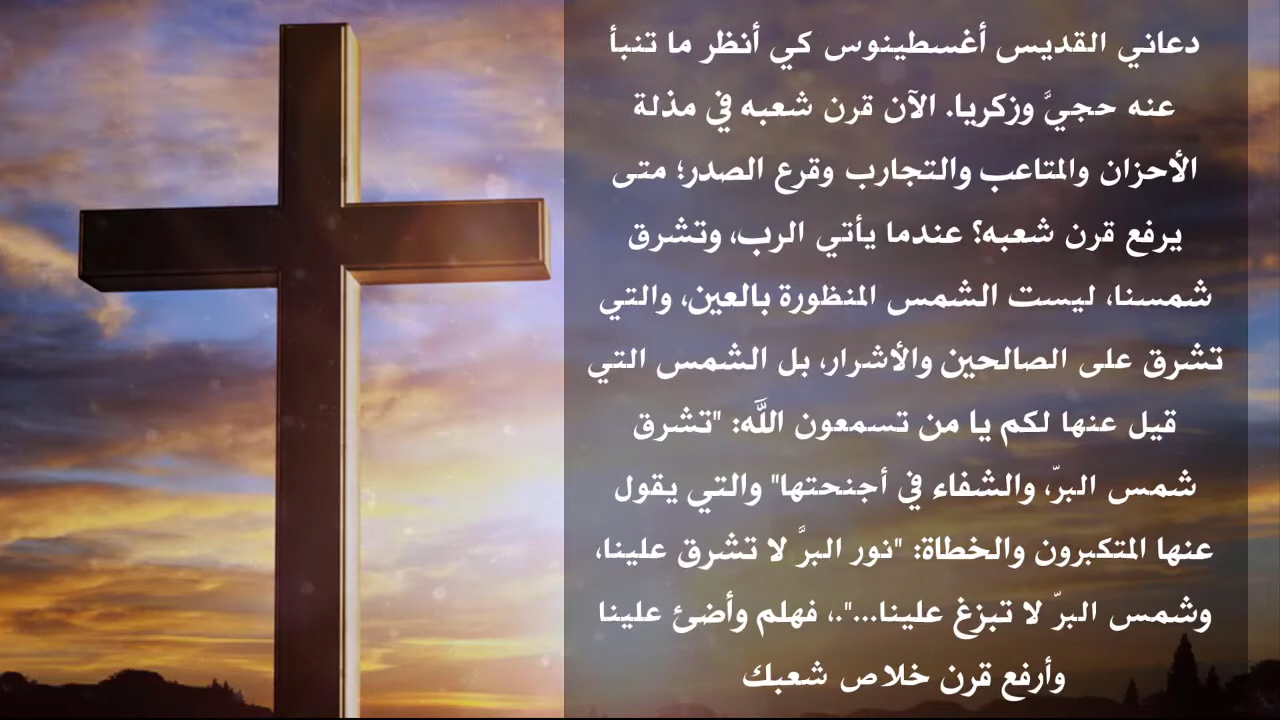 دعاني القديس أغسطينوس كي أنظر ما تنبأ
عنه حجيَّ وزكريا. الآن قرن شعبه في مذلة
الأحزان والمتاعب والتجارب وقرع الصدر؛ متى
يرفع قرن شعبه؟ عندما يأتي الرب، وتشرق
شمسنا، ليست الشمس المنظورة بالعين، والتي
تشرق على الصالحين والأشرار، بل الشمس التي
قيل عنها لكم يا من تسمعون اللَّه: "تشرق
شمس البرّ، والشفاء في أجنحتها" والتي يقول
عنها المتكبرون والخطاة: "نور البرَّ لا تشرق علينا،
وشمس البرّ لا تبزغ علينا...".، فهلم وأضئ علينا
وأرفع قرن خلاص شعبك